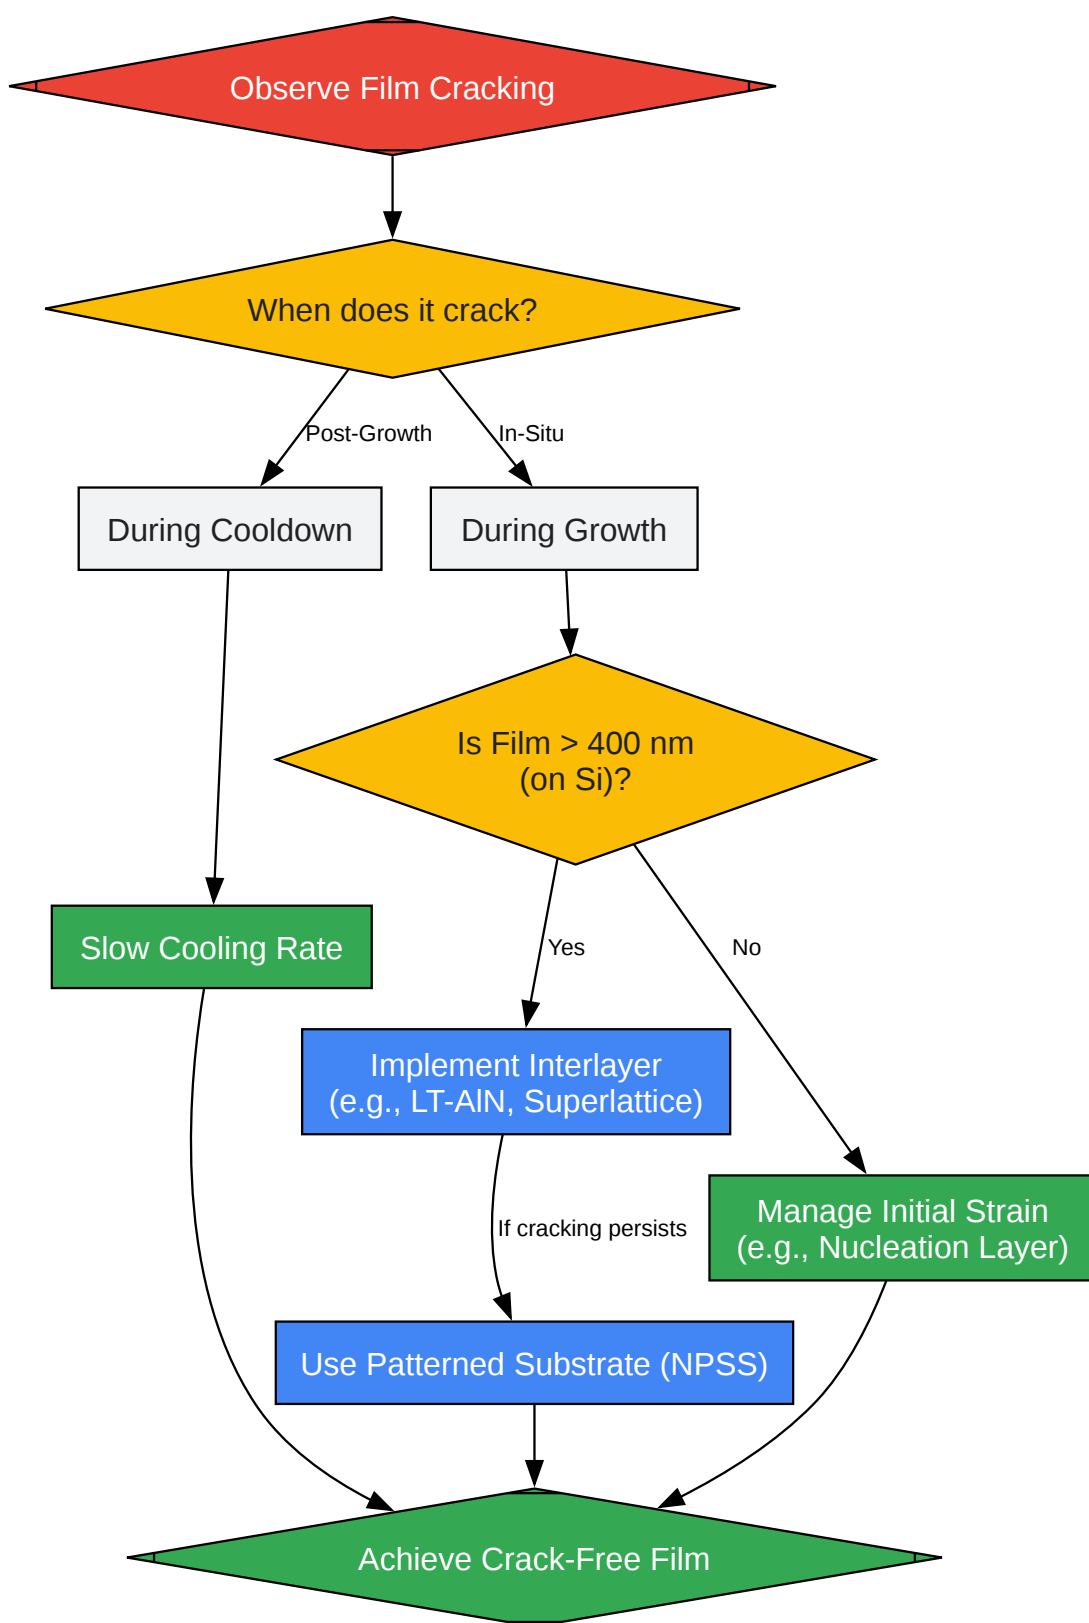 Observe Film Cracking
When does it crack?
Post-Growth
In-Situ
During Cooldown
During Growth
Is Film > 400 nm
(on Si)?
Slow Cooling Rate
Yes
No
Implement Interlayer
(e.g., LT-AlN, Superlattice)
Manage Initial Strain
(e.g., Nucleation Layer)
If cracking persists
Use Patterned Substrate (NPSS)
Achieve Crack-Free Film